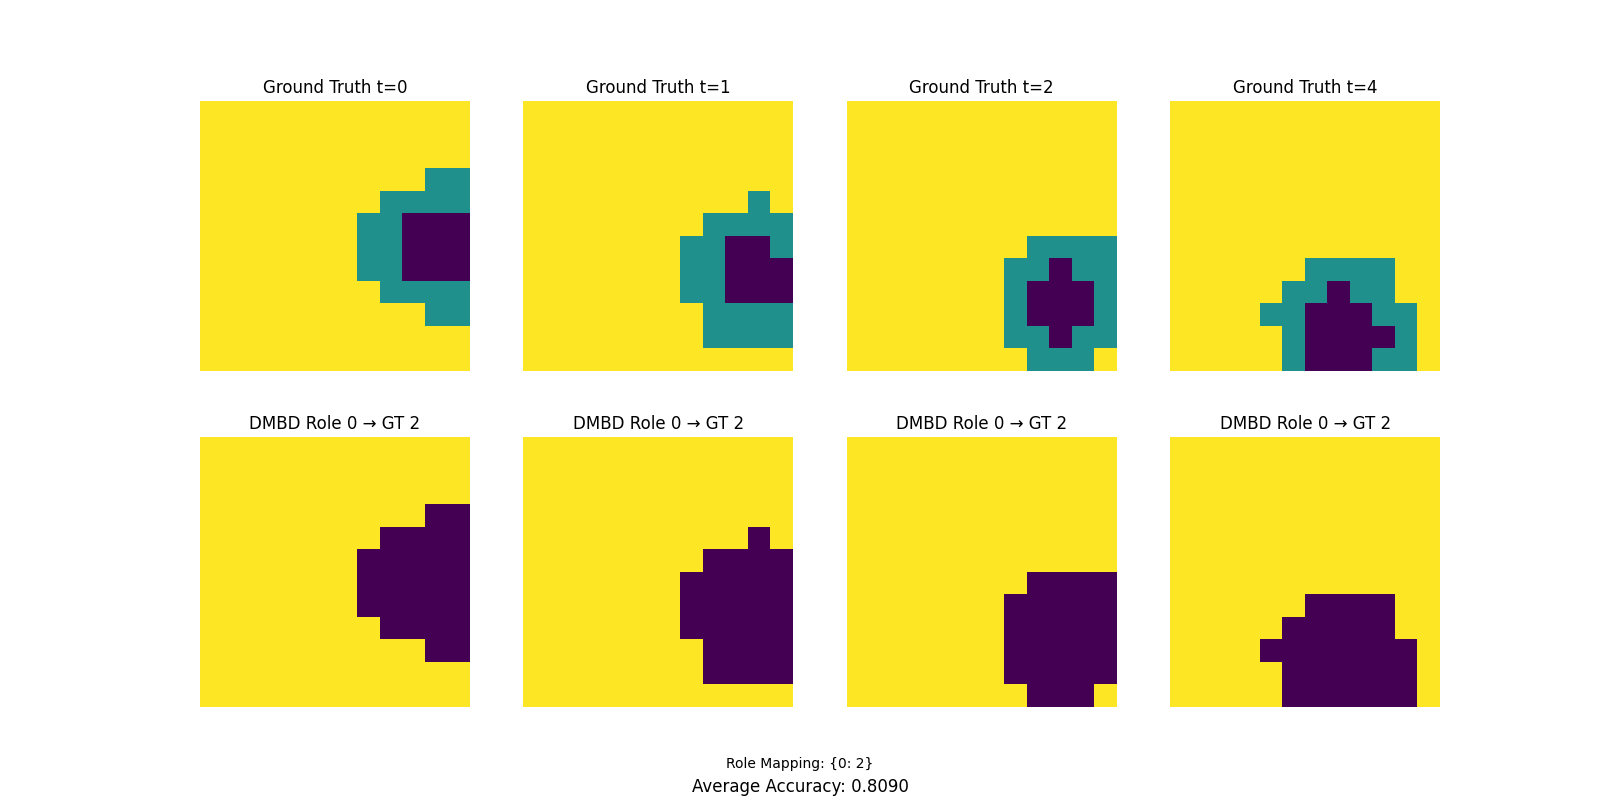 Ground Truth t=0
Ground Truth t=1
Ground Truth t=2
Ground Truth t=4
DMBD Role 0 → GT 2
DMBD Role 0 → GT 2
DMBD Role 0 → GT 2
DMBD Role 0 → GT 2
Role Mapping: {0: 2}
Average Accuracy: 0.8090